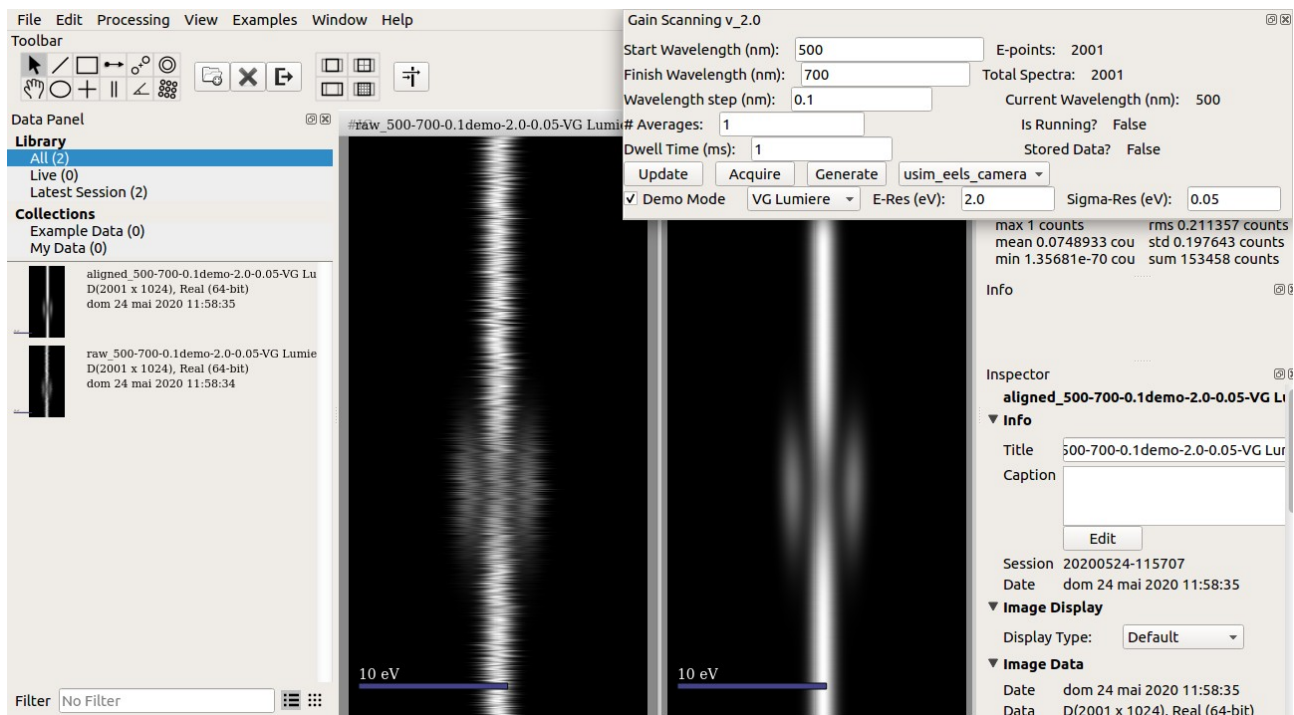 File Edit Processing View Examples Window Help
Toolbar
Data Panel
Library
All (2)
Live (0)
Latest Session (2)
Collections
Example Data (0)
My Data (0)
aligned_500-700-0.1demo-2.0-0.05-VG Lu
D(2001 x 1024), Real (64-bit)
dom 24 mai 2020 11:58:35
raw_500-700-0.1demo-2.0-0.05-VG Lumie
D(2001 x 1024), Real (64-bit)
dom 24 mai 2020 11:58:34
Filter No Filter
raw_500-700-0.1demo-2.0-0.05-VG Lumi
10 eV
10 eV
Gain Scanning v_2.0
Start Wavelength (nm): 500 E-points: 2001
Finish Wavelength (nm): 700 Total Spectra: 2001
Wavelength step (nm): 0.1 Current Wavelength (nm): 500
# Averages: 1 Is Running? False
Dwell Time (ms): 1 Stored Data? False
Update Acquire Generate usim_eels_camera
Demo Mode VG Lumiere E-Res (eV): 2.0 Sigma-Res (eV): 0.05
max 1 counts rms 0.211357 counts
mean 0.0748933 cou std 0.197643 counts
min 1.35681e-70 cou sum 153458 counts
Info
Inspector
aligned_500-700-0.1demo-2.0-0.05-VG Lu
Info
Title 500-700-0.1demo-2.0-0.05-VG Lur
Caption
Edit
Session 20200524-115707
Date dom 24 mai 2020 11:58:35
Image Display
Display Type: Default
Image Data
Date dom 24 mai 2020 11:58:35
Data D(2001 x 1024), Real (64-bit)